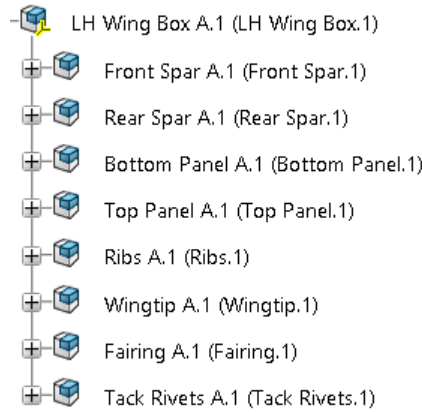 LH Wing Box A.1 (LH Wing Box.1)
Front Spar A.1 (Front Spar.1)
Rear Spar A.1 (Rear Spar.1)
Bottom Panel A.1 (Bottom Panel.1)
Top Panel A.1 (Top Panel.1)
Ribs A.1 (Ribs.1)
Wingtip A.1 (Wingtip.1)
Fairing A.1 (Fairing.1)
Tack Rivets A.1 (Tack Rivets.1)